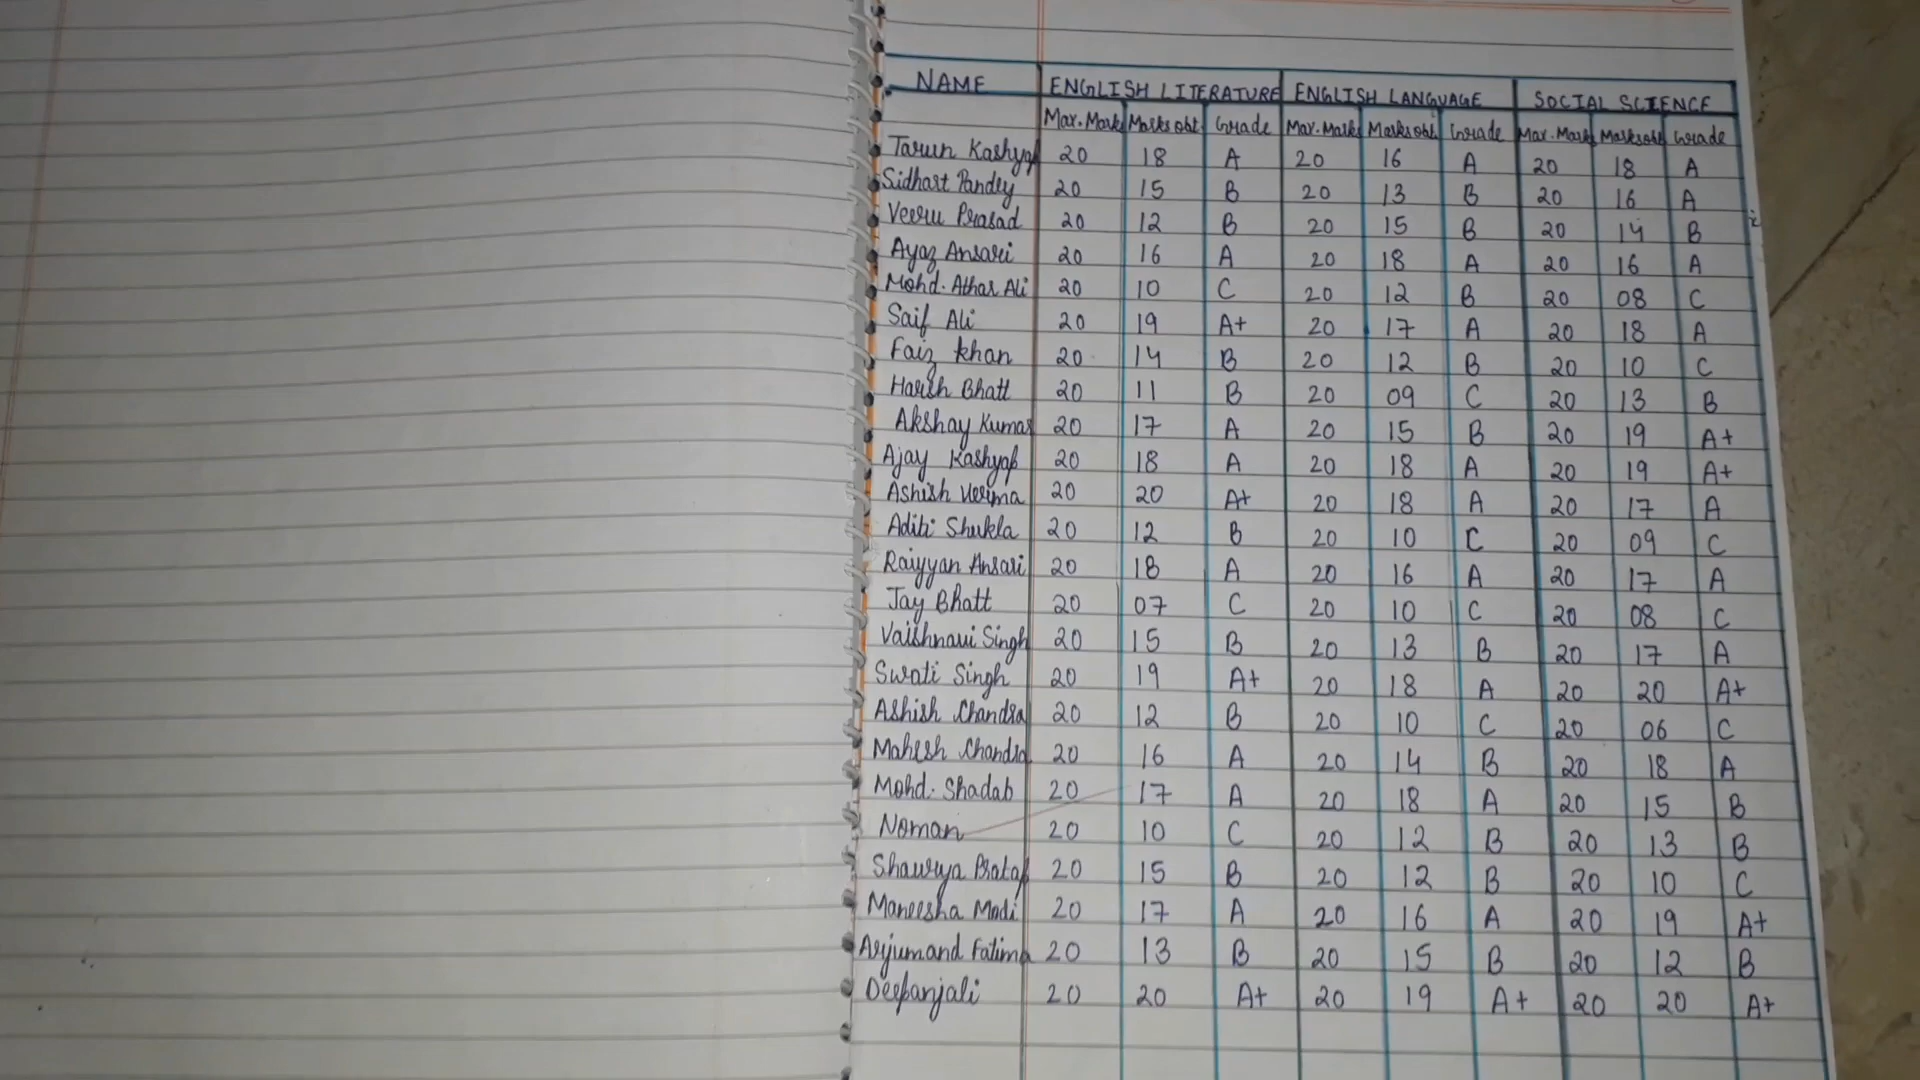 NAME ENGLISH LITERATURE ENGLISH LANGUAGE SOCIAL SCIENCE
Max. Marks Marks obt. Grade Max. Marks Marks obt. Grade Max. Marks Marks obt Grade
Tarun Kashyap 20 18 A 20 16 A 20 18 A
Sidhart Pandey 20 15 B 20 13 B 20 16 A
Veeru Prasad 20 12 B 20 15 B 20 14 B
Ayaz Ansari 20 16 A 20 18 A 20 16 A
Mohd. Athar Ali 20 10 C 20 12 B 20 08 C
Saif Ali 20 19 A+ 20 17 A 20 18 A
Faiz Khan 20 14 B 20 12 B 20 10 C
Harsh Bhatt 20 11 B 20 09 C 20 13 B
Akshay Kumar 20 17 A 20 15 B 20 19 A+
Ajay Kashyap 20 18 A 20 18 A 20 19 A+
Ashish Verma 20 20 A+ 20 18 A 20 17 A
Aditi Shukla 20 12 B 20 10 C 20 09 C
Raiyyan Ansari 20 18 A 20 16 A 20 17 A
Jay Bhatt 20 07 C 20 10 C 20 08 C
Vaishnavi Singh 20 15 B 20 13 B 20 17 A
Swati Singh 20 19 A+ 20 18 A 20 20 A+
Ashish Chandra 20 12 B 20 10 C 20 06 C
Mahesh Chandra 20 16 A 20 14 B 20 18 A
Mohd. Shadab 20 17 A 20 18 A 20 15 B
Noman 20 10 C 20 12 B 20 13 B
Shaurya Pratap 20 15 B 20 12 B 20 10 C
Maneesha Modi 20 17 A 20 16 A 20 19 A+
Arjumand Fatima 20 13 B 20 15 B 20 12 B
Deepanjali 20 20 A+ 20 19 A+ 20 20 A+